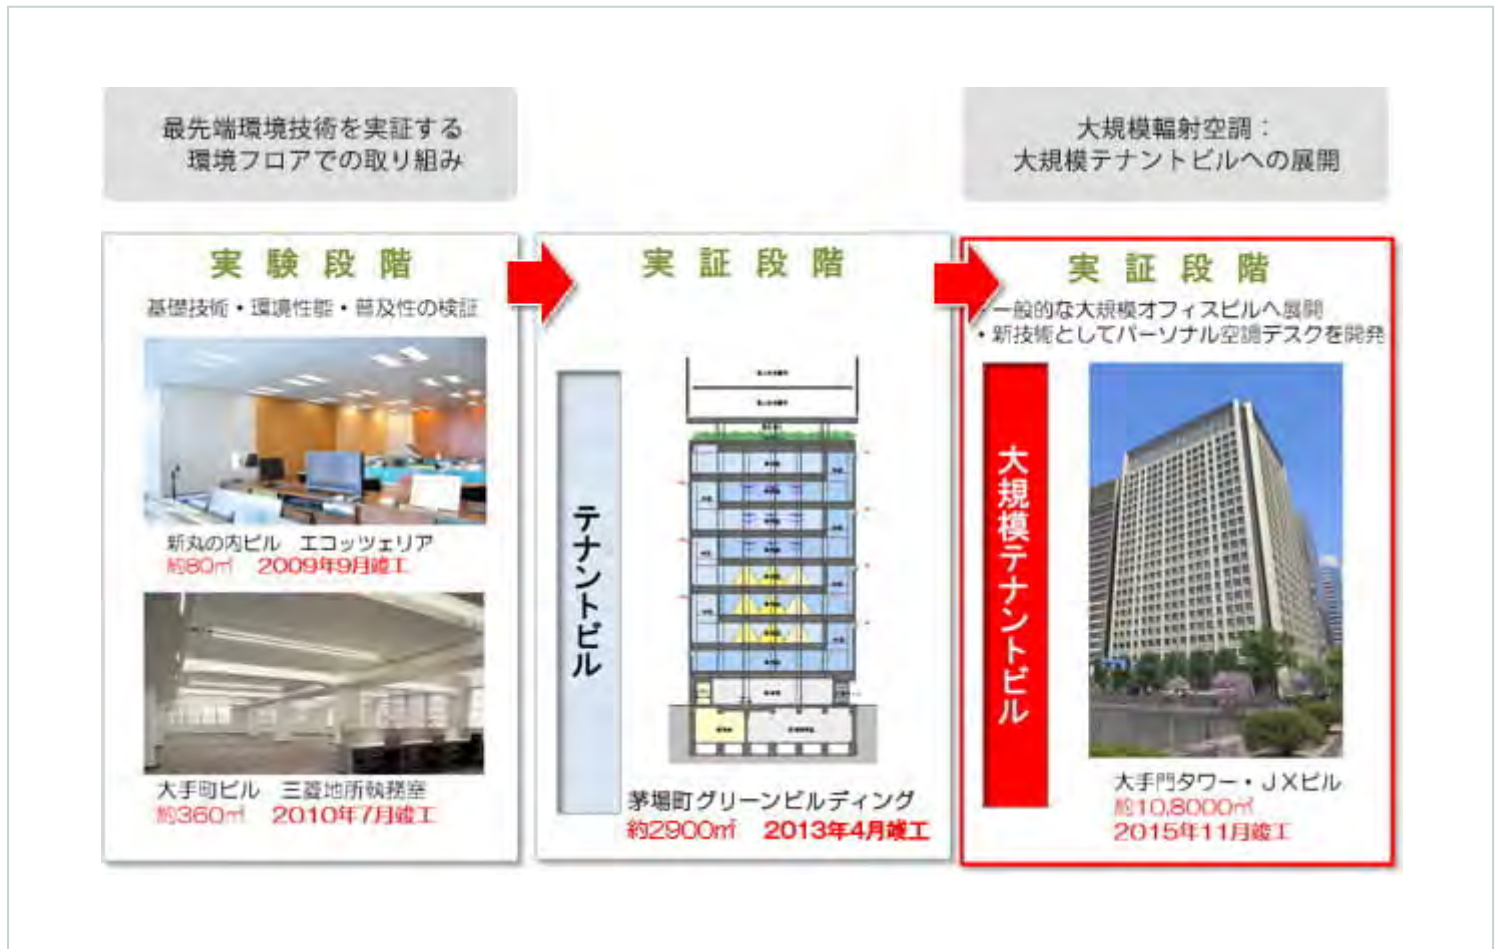 最先端環境技術を実証する
環境フロアでの取り組み
大規模輻射空調：
大規模テナントビルへの展開
実験段階
基礎技術・環境性能・普及性の検証
新丸の内ビル　エコッツェリア
約80㎡　2009年9月竣工
大手町ビル　三菱地所執務室
約360㎡　2010年7月竣工
実証段階
テナントビル
茅場町グリーンビルディング
約2900㎡　2013年4月竣工
実証段階
・一般的な大規模オフィスビルへ展開
・新技術としてパーソナル空調デスクを開発
大規模テナントビル
大手門タワー・ＪＸビル
約10,8000㎡
2015年11月竣工